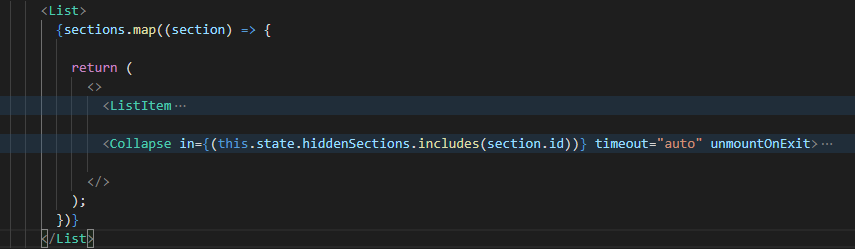 <List>
{sections.map((section) => {
return (
<>
<ListItem···
<Collapse in={(this.state.hiddenSections.includes(section.id))} timeout="auto" unmountOnExit>···
</>
);
})}
</List>